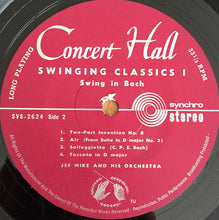 LONG PLAYING
33⅓ RPM
Concert Hall
SWINGING CLASSICS I
Swing in Bach
SVS-2624 Side 2
synchro
stereo
1. Two-Part Invention No. 8
2. Air (From Suite in D major No. 3)
3. Solfeggietto (C. P. E. Bach)
4. Toccata in D major
JEF MIKE AND HIS ORCHESTRA
TU